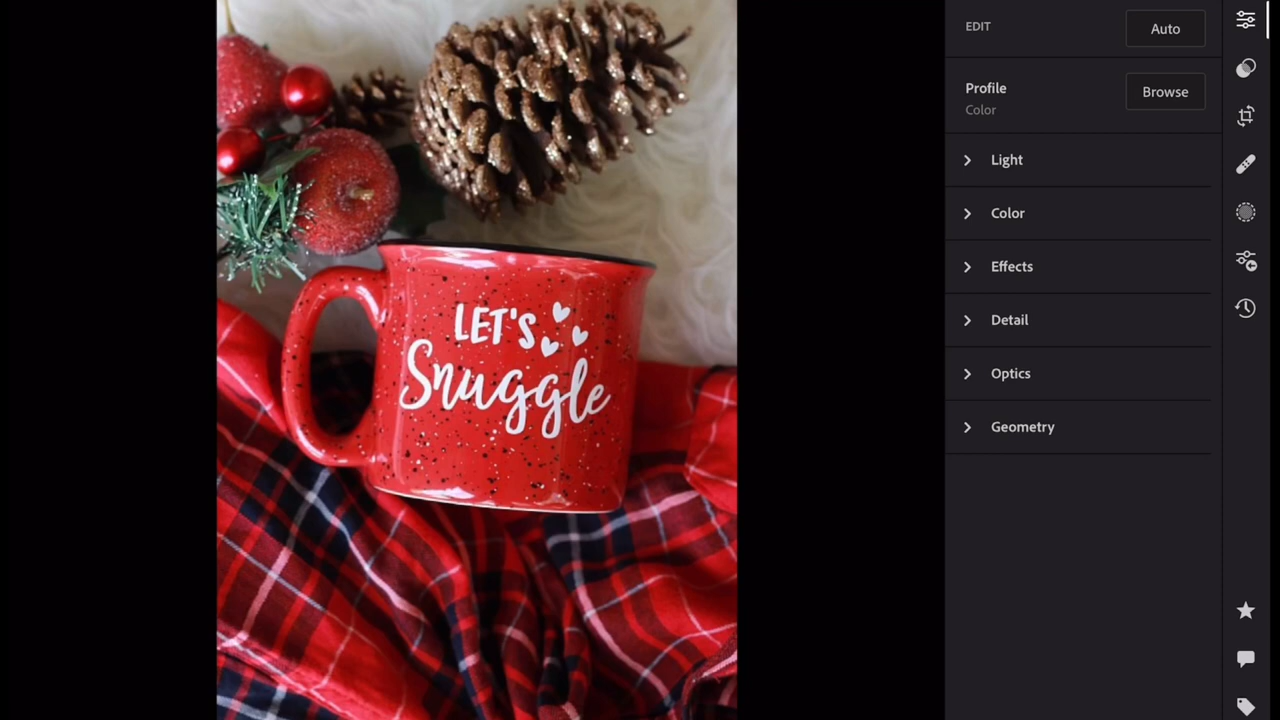 LET'S
Snuggle
EDIT
Auto
Profile
Color
Browse
Light
Color
Effects
Detail
Optics
Geometry